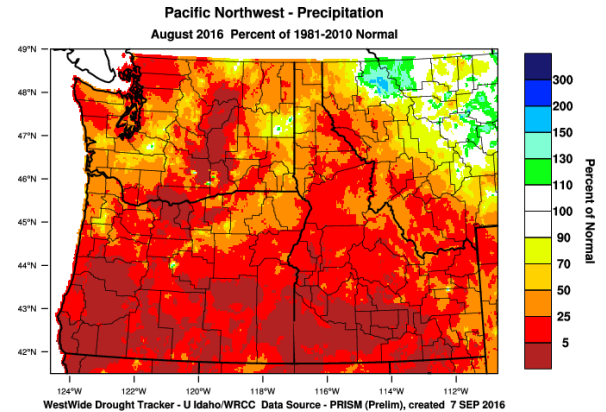 Pacific Northwest - Precipitation
August 2016 Percent of 1981-2010 Normal
49°N
48°N
47°N
46°N
45°N
44°N
43°N
42°N
124°W 122°W 120°W 118°W 116°W 114°W 112°W
300
200
150
130
110
100
90
70
50
25
5
Percent of Normal
WestWide Drought Tracker - U Idaho/WRCC Data Source - PRISM (Prelim), created 7 SEP 2016